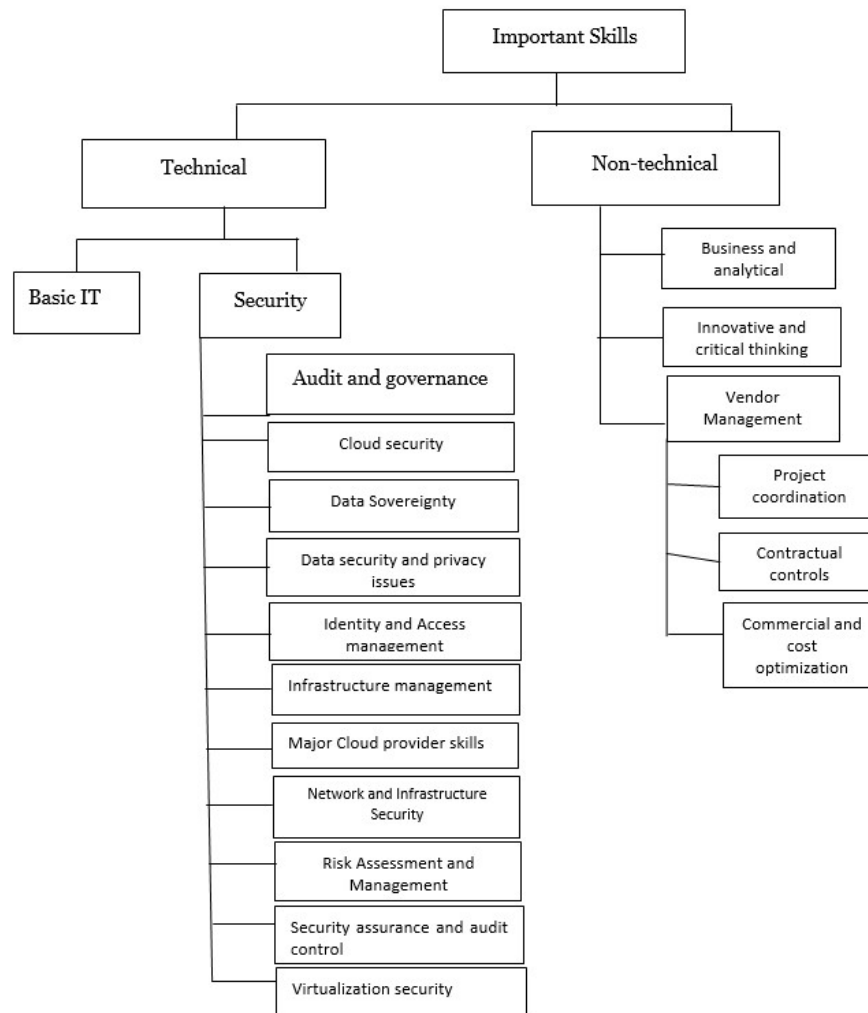 Important Skills
Technical
Non-technical
Basic IT
Security
Audit and governance
Cloud security
Data Sovereignty
Data security and privacy
issues
Identity and Access
management
Infrastructure management
Major Cloud provider skills
Network and Infrastructure
Security
Risk Assessment and
Management
Security assurance and audit
control
Virtualization security
Business and
analytical
Innovative and
critical thinking
Vendor
Management
Project
coordination
Contractual
controls
Commercial and
cost
optimization